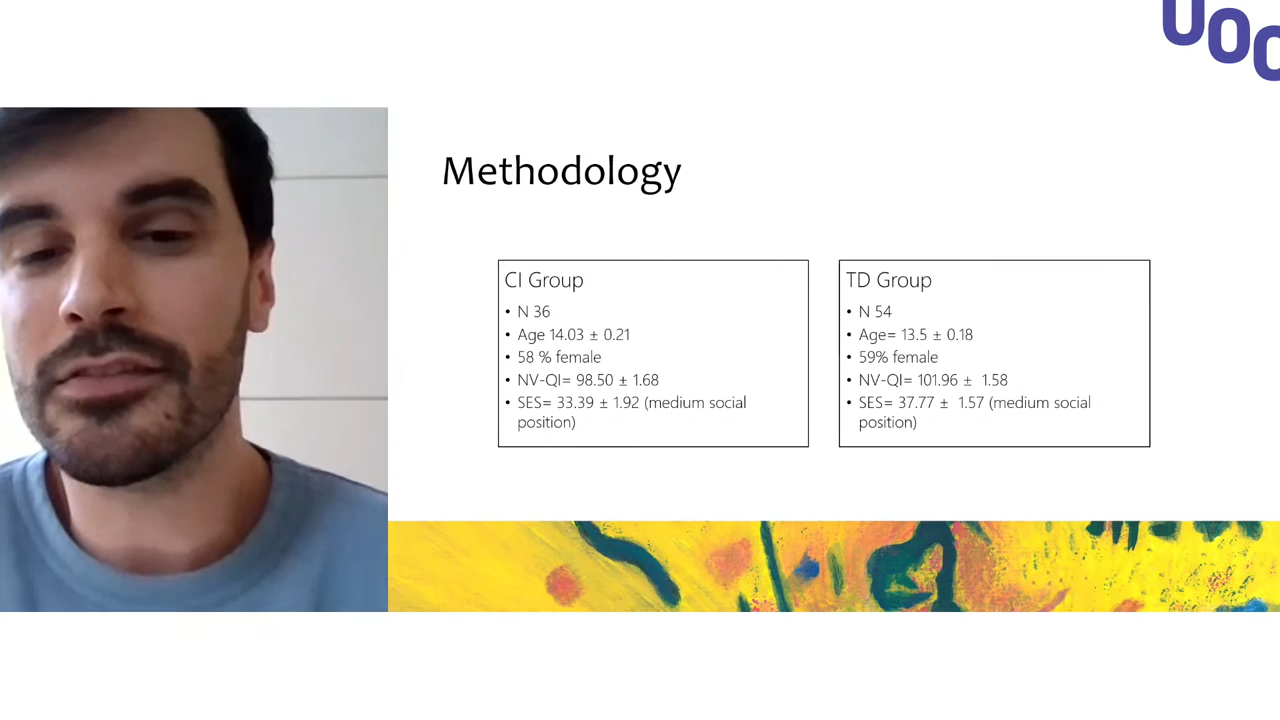 UOC
Methodology
CI Group
• N 36
• Age 14.03 ± 0.21
• 58 % female
• NV-QI= 98.50 ± 1.68
• SES= 33.39 ± 1.92 (medium social
position)
TD Group
• N 54
• Age= 13.5 ± 0.18
• 59% female
• NV-QI= 101.96 ± 1.58
• SES= 37.77 ± 1.57 (medium social
position)